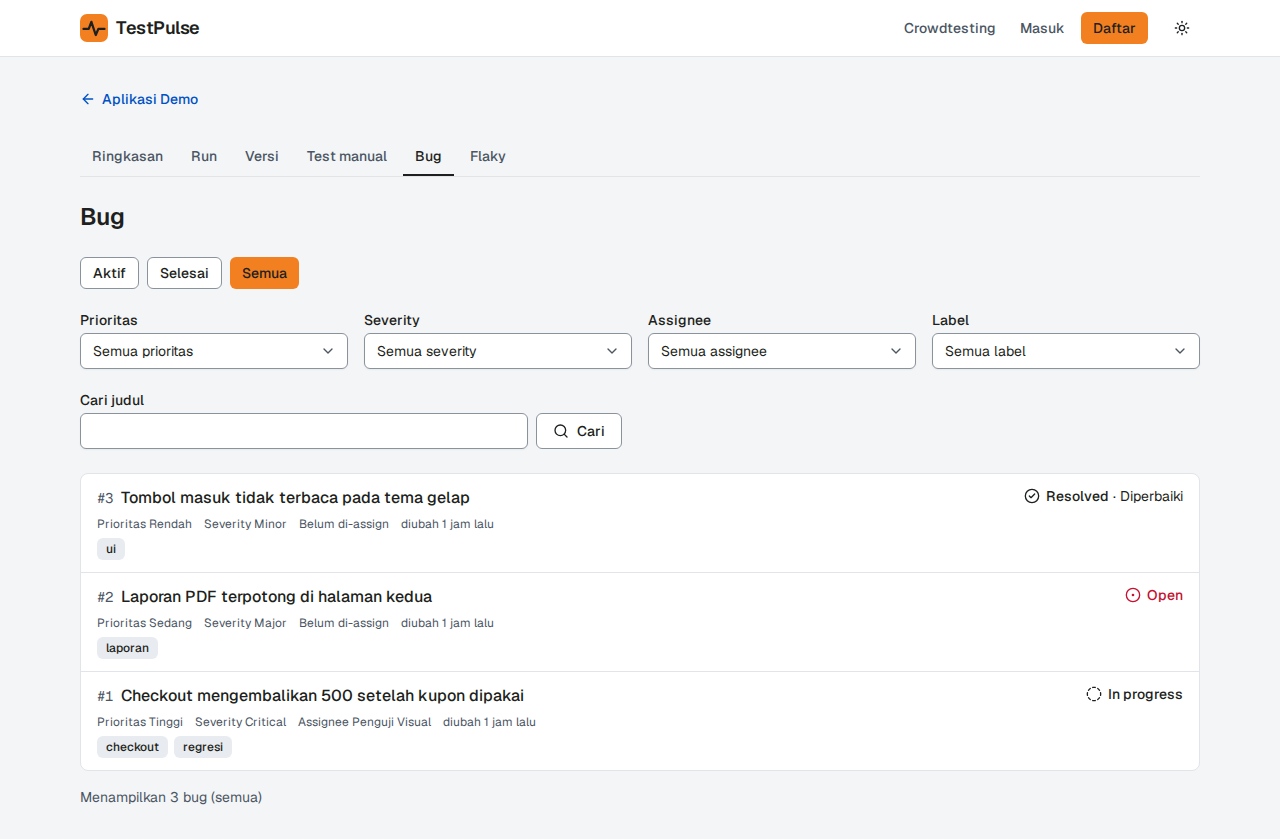 TestPulse
Crowdtesting Masuk Daftar
Aplikasi Demo
Ringkasan Run Versi Test manual Bug Flaky
Bug
Aktif Selesai Semua
Prioritas Severity Assignee Label
Semua prioritas Semua severity Semua assignee Semua label
Cari judul
Cari
#3 Tombol masuk tidak terbaca pada tema gelap Resolved · Diperbaiki
Prioritas Rendah Severity Minor Belum di-assign diubah 1 jam lalu
ui
#2 Laporan PDF terpotong di halaman kedua Open
Prioritas Sedang Severity Major Belum di-assign diubah 1 jam lalu
laporan
#1 Checkout mengembalikan 500 setelah kupon dipakai In progress
Prioritas Tinggi Severity Critical Assignee Penguji Visual diubah 1 jam lalu
checkout regresi
Menampilkan 3 bug (semua)